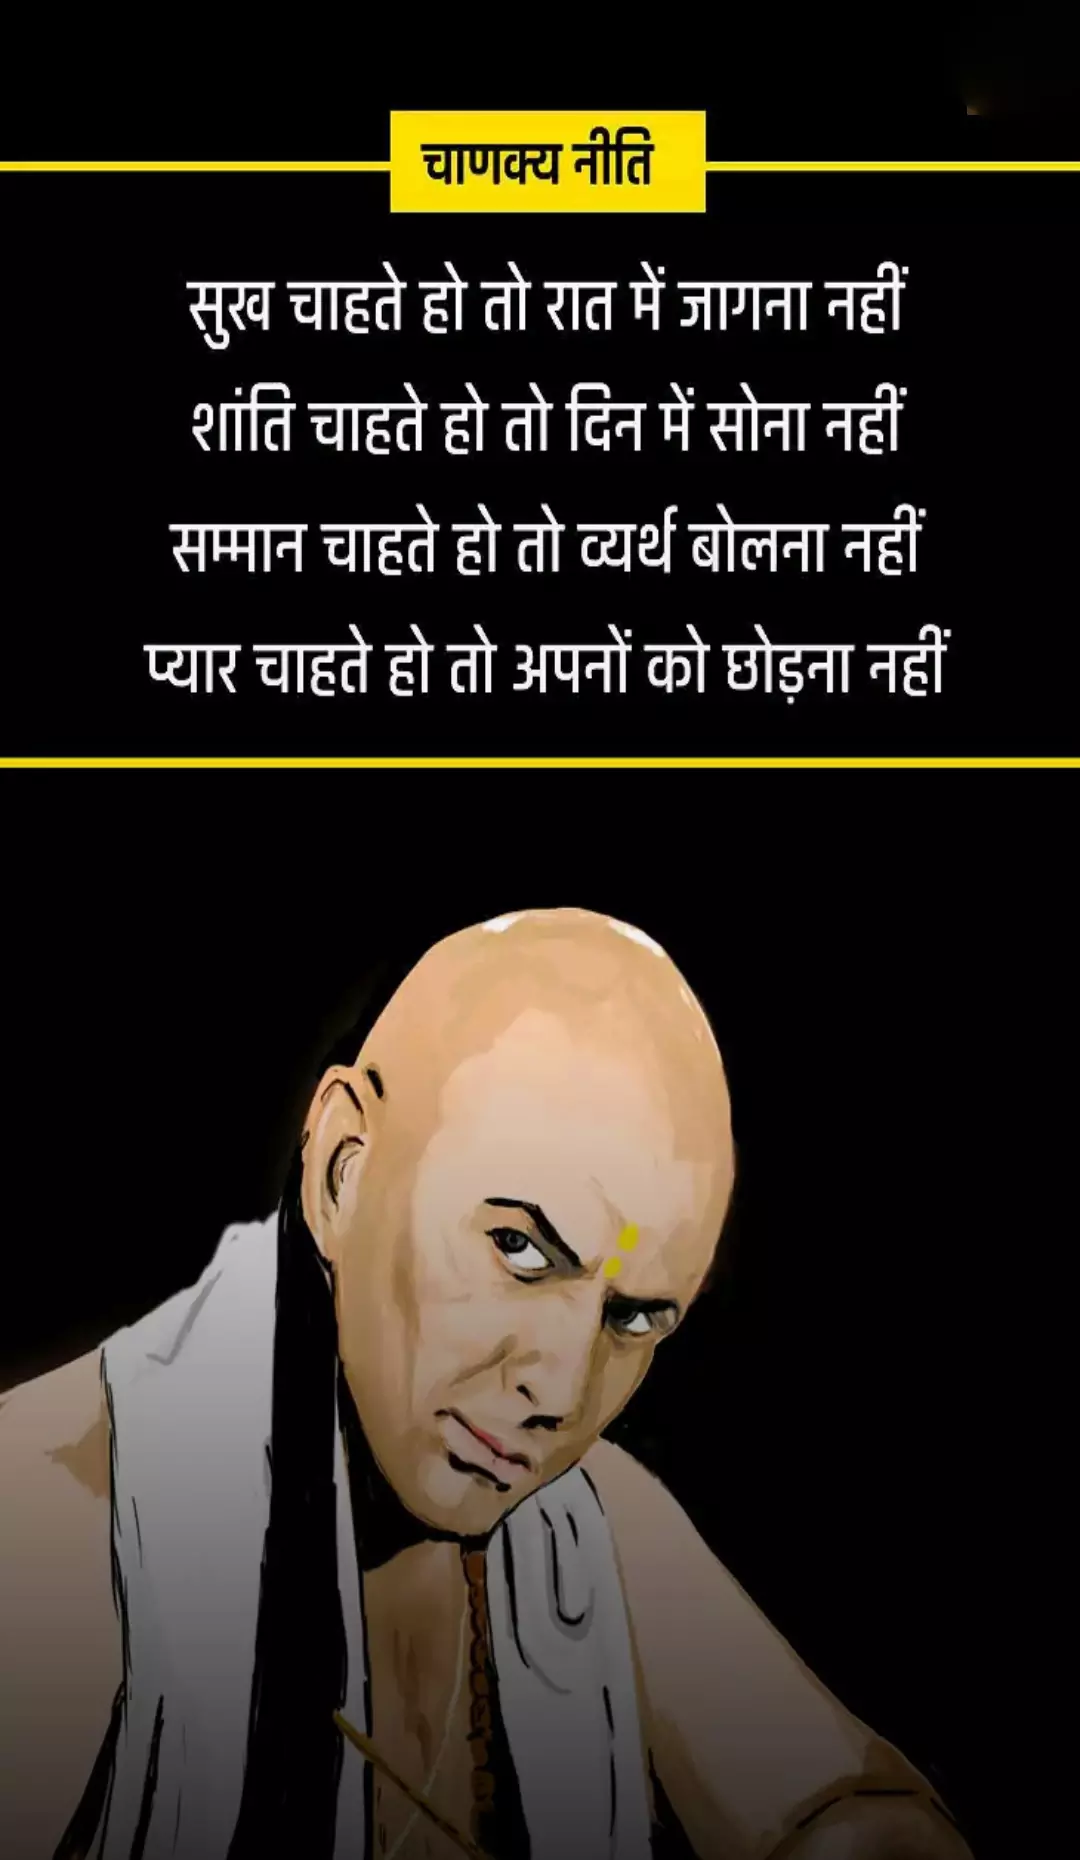 चाणक्य नीति
सुख चाहते हो तो रात में जागना नहीं
शांति चाहते हो तो दिन में सोना नहीं
सम्मान चाहते हो तो व्यर्थ बोलना नहीं
प्यार चाहते हो तो अपनों को छोड़ना नहीं